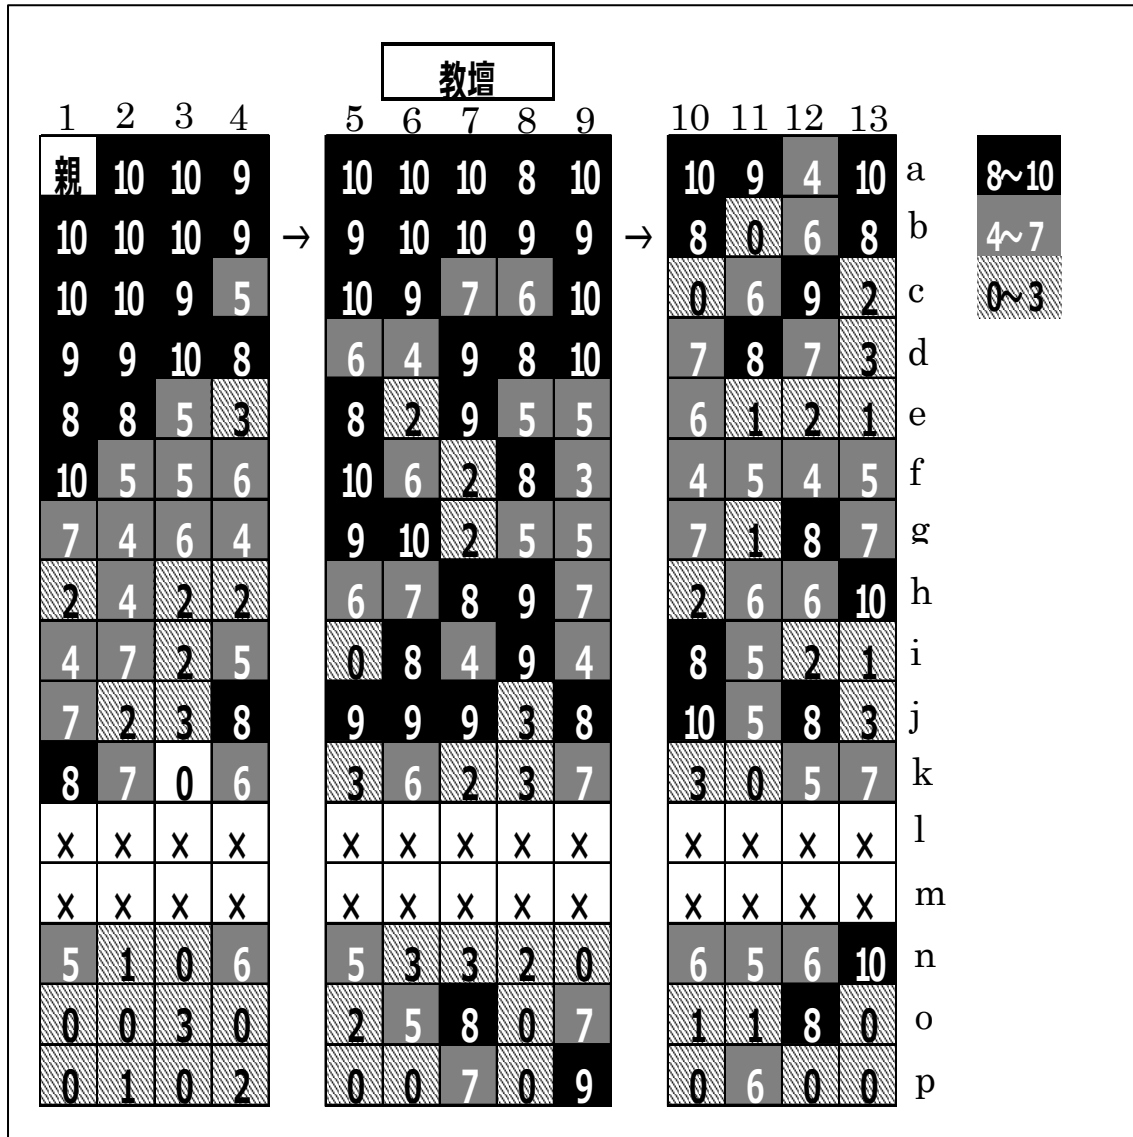 教壇
1 2 3 4 5 6 7 8 9 10 11 12 13
親 10 10 9 10 10 10 8 10 10 9 4 10 a 8~10
10 10 10 9 → 9 10 10 9 9 → 8 0 6 8 b 4~7
10 10 9 5 10 9 7 6 10 0 6 9 2 c 0~3
9 9 10 8 6 4 9 8 10 7 8 7 3 d
8 8 5 3 8 2 9 5 5 6 1 2 1 e
10 5 5 6 10 6 2 8 3 4 5 4 5 f
7 4 6 4 9 10 2 5 5 7 1 8 7 g
2 4 2 2 6 7 8 9 7 2 6 6 10 h
4 7 2 5 0 8 4 9 4 8 5 2 1 i
7 2 3 8 9 9 9 3 8 10 5 8 3 j
8 7 0 6 3 6 2 3 7 3 0 5 7 k
× × × × × × × × × × × × × l
× × × × × × × × × × × × × m
5 1 0 6 5 3 3 2 0 6 5 6 10 n
0 0 3 0 2 5 8 0 7 1 1 8 0 o
0 1 0 2 0 0 7 0 9 0 6 0 0 p